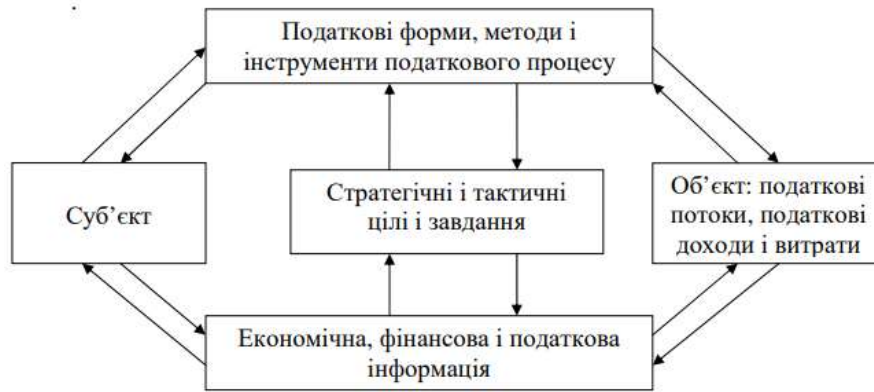 Податкові форми, методи і
інструменти податкового процесу
Суб’єкт
Стратегічні і тактичні
цілі і завдання
Об’єкт: податкові
потоки, податкові
доходи і витрати
Економічна, фінансова і податкова
інформація